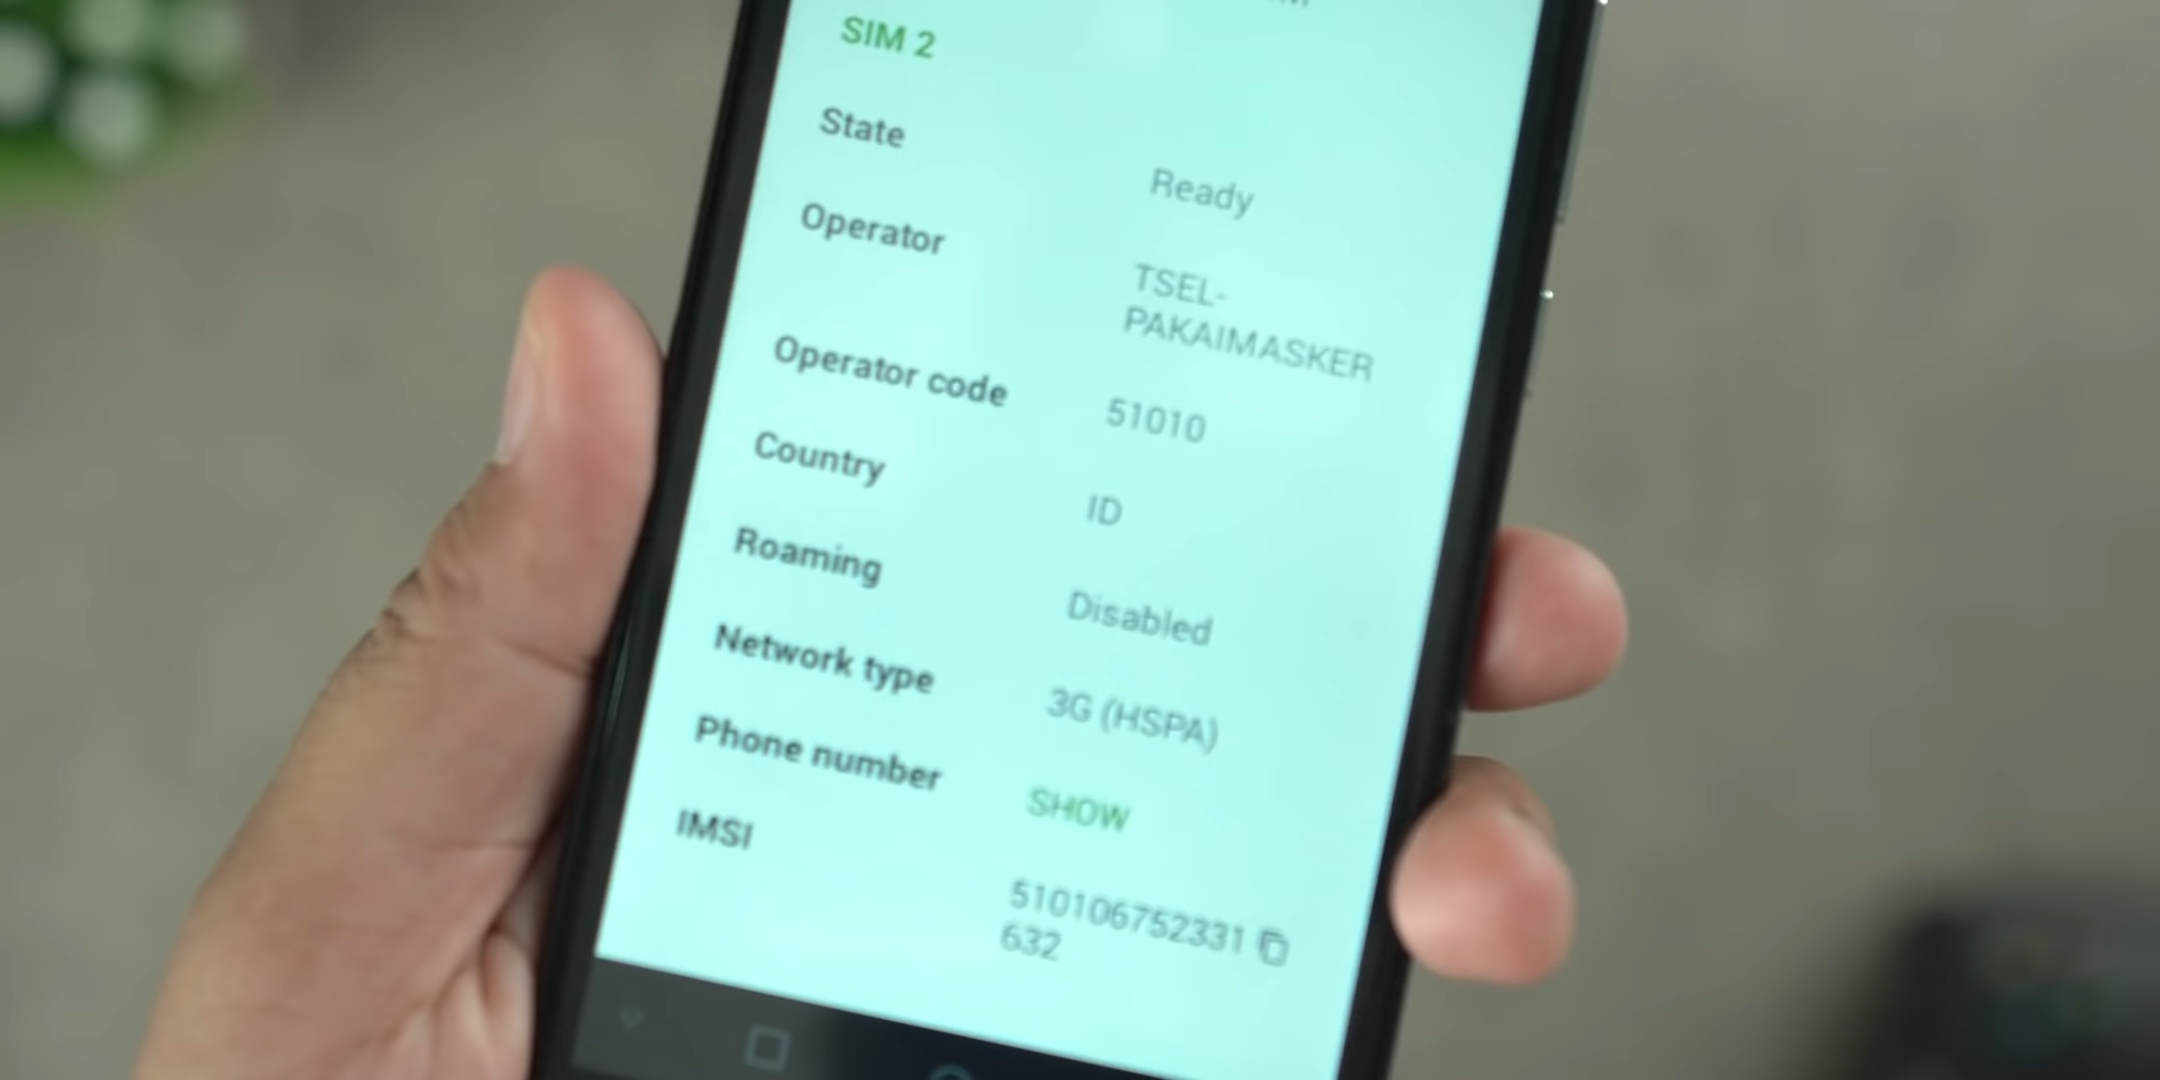 SIM 2
State
Ready
Operator
TSEL-
PAKAIMASKER
Operator code
51010
Country
ID
Roaming
Disabled
Network type
3G (HSPA)
Phone number
SHOW
IMSI
510106752331
632